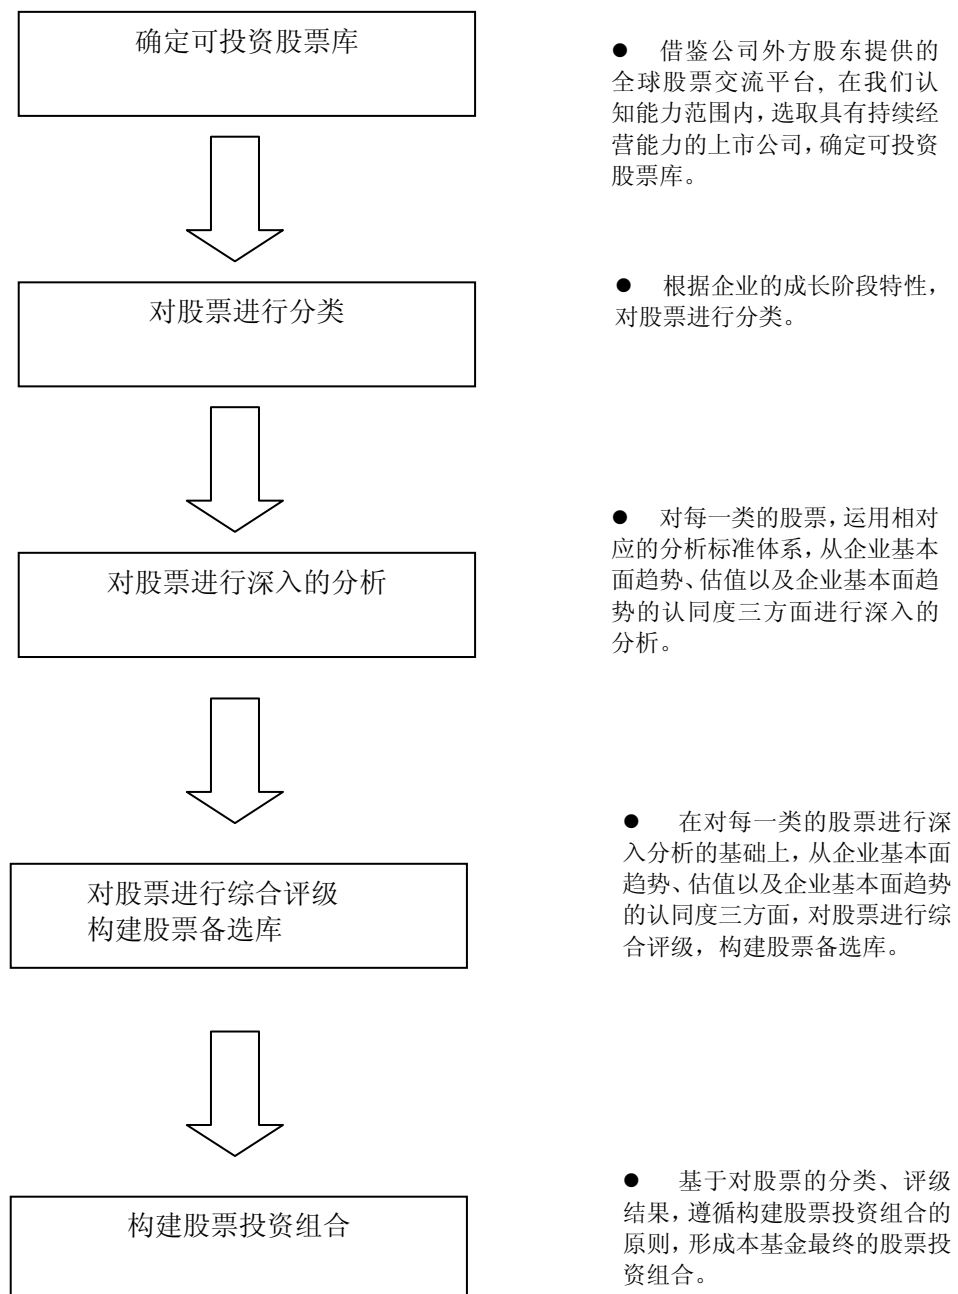 确定可投资股票库
● 借鉴公司外方股东提供的
全球股票交流平台, 在我们认
知能力范围内，选取具有持续经
营能力的上市公司，确定可投资
股票库。
对股票进行分类
● 根据企业的成长阶段特性，
对股票进行分类。
对股票进行深入的分析
● 对每一类的股票，运用相对
应的分析标准体系，从企业基本
面趋势、估值以及企业基本面趋
势的认同度三方面进行深入的
分析。
对股票进行综合评级
构建股票备选库
● 在对每一类的股票进行深
入分析的基础上，从企业基本面
趋势、估值以及企业基本面趋势
的认同度三方面，对股票进行综
合评级，构建股票备选库。
构建股票投资组合
● 基于对股票的分类、评级
结果，遵循构建股票投资组合的
原则，形成本基金最终的股票投
资组合。